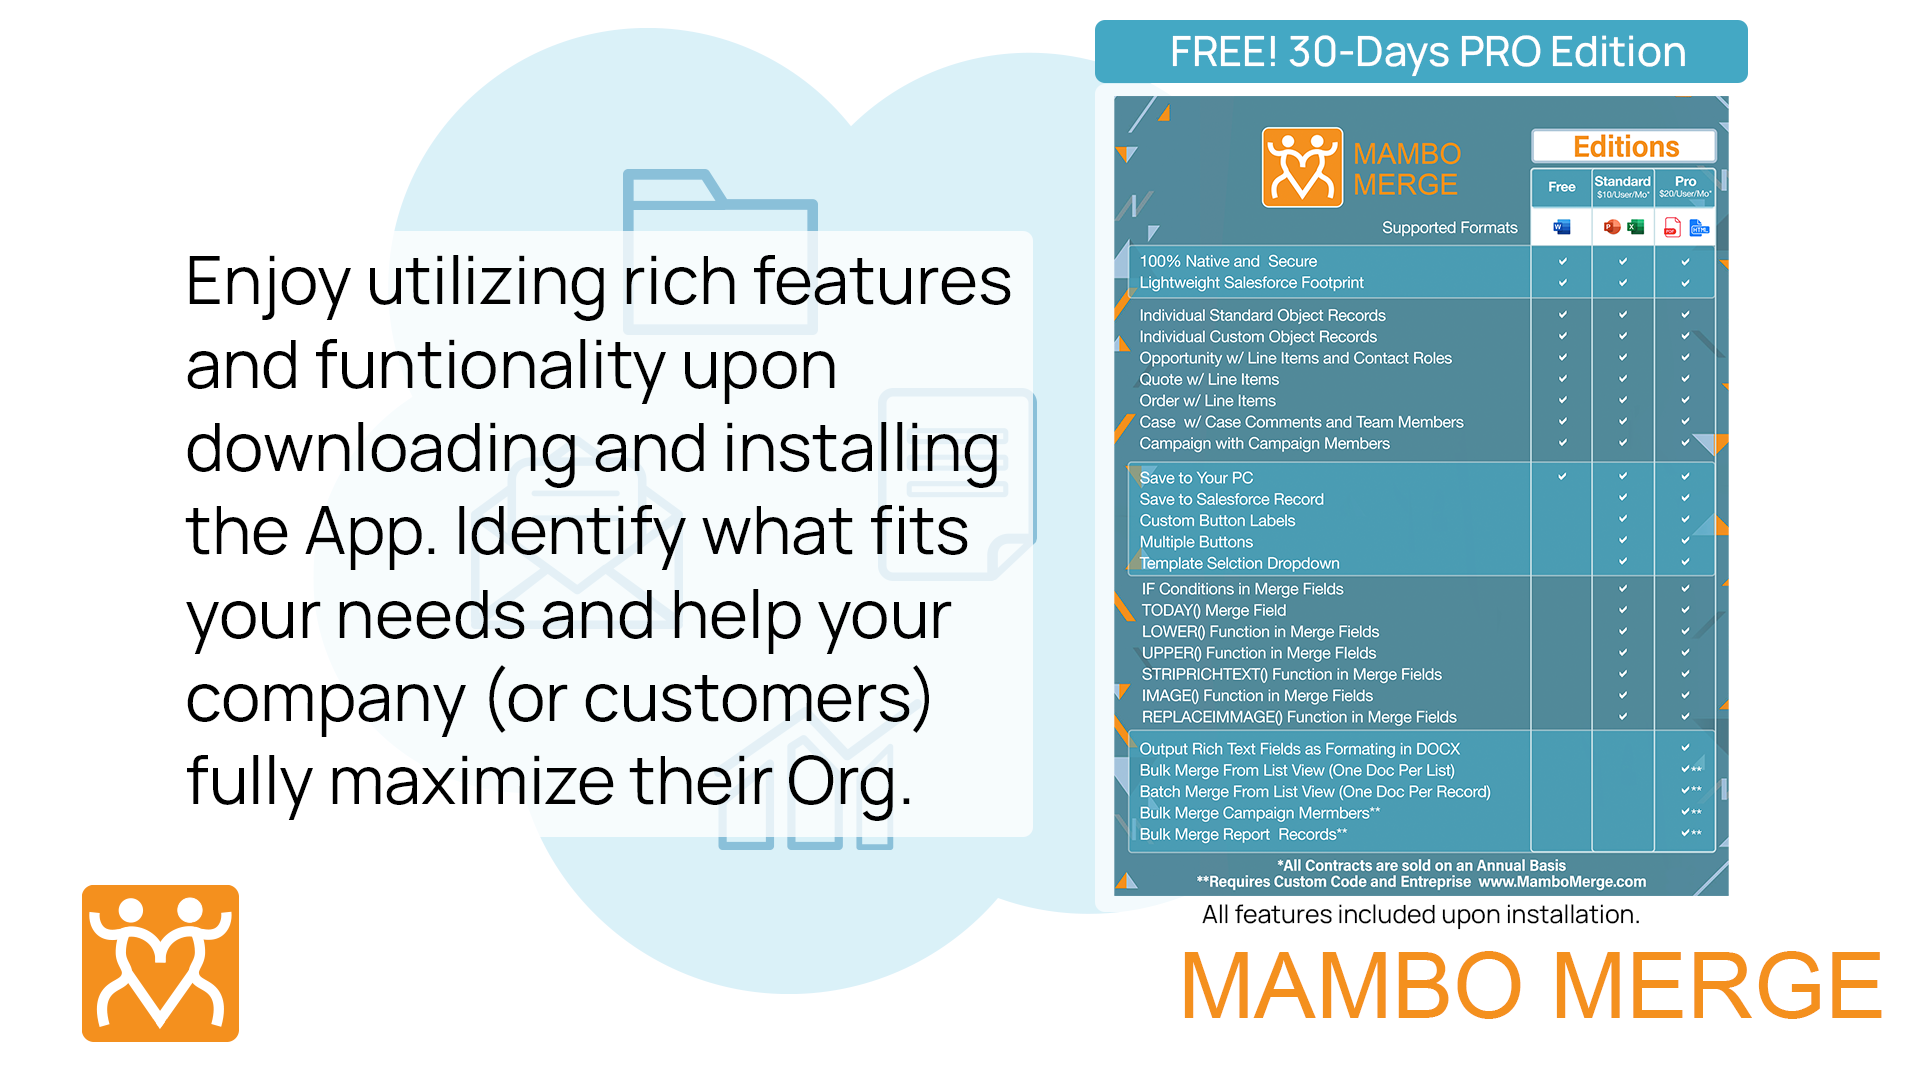 Enjoy utilizing rich features
and funtionality upon
downloading and installing
the App. Identify what fits
your needs and help your
company (or customers)
fully maximize their Org.
FREE! 30-Days PRO Edition
MAMBO
MERGE
Editions
Free
Standard
$10/User/Mo*
Pro
$20/User/Mo*
Supported Formats
W
P
X
PDF
HTML
100% Native and Secure
Lightweight Salesforce Footprint
Individual Standard Object Records
Individual Custom Object Records
Opportunity w/ Line Items and Contact Roles
Quote w/ Line Items
Order w/ Line Items
Case w/ Case Comments and Team Members
Campaign with Campaign Members
Save to Your PC
Save to Salesforce Record
Custom Button Labels
Multiple Buttons
Template Selction Dropdown
IF Conditions in Merge Fields
TODAY() Merge Field
LOWER() Function in Merge Fields
UPPER() Function in Merge FIelds
STRIPRICHTEXT() Function in Merge Fields
IMAGE() Function in Merge Fields
REPLACEIMMAGE() Function in Merge Fields
Output Rich Text Fields as Formating in DOCX
Bulk Merge From List View (One Doc Per List) **
Batch Merge From List View (One Doc Per Record) **
Bulk Merge Campaign Mermbers** **
Bulk Merge Report Records** **
*All Contracts are sold on an Annual Basis
**Requires Custom Code and Entreprise www.MamboMerge.com
All features included upon installation.
MAMBO MERGE